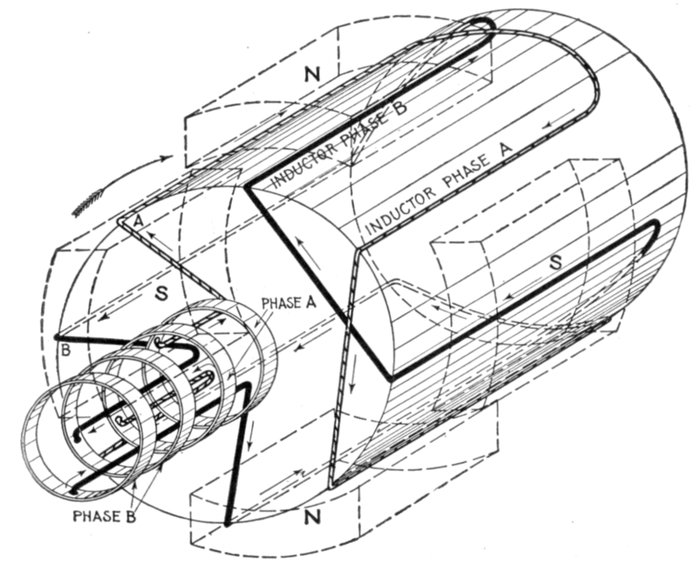 N
INDUCTOR PHASE B
INDUCTOR PHASE A
A
S
S
PHASE A
B
PHASE B
N